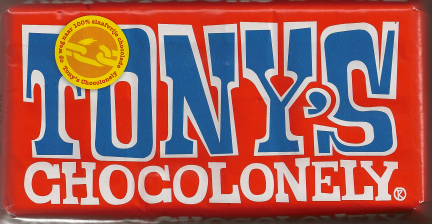 op weg naar 100% slaafvrije chocolade
Tony's Chocolonely
TONY'S
CHOCOLONELY